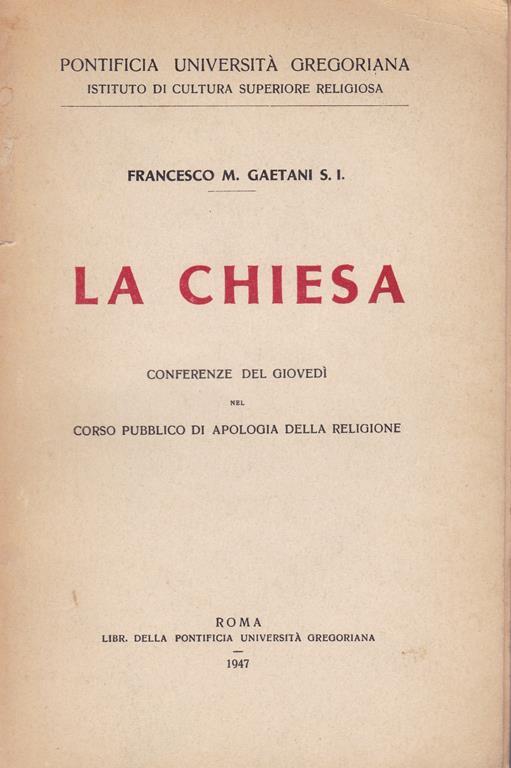 PONTIFICIA UNIVERSITÀ GREGORIANA
ISTITUTO DI CULTURA SUPERIORE RELIGIOSA
FRANCESCO M. GAETANI S. I.
LA CHIESA
CONFERENZE DEL GIOVEDÌ
NEL
CORSO PUBBLICO DI APOLOGIA DELLA RELIGIONE
ROMA
LIBR. DELLA PONTIFICIA UNIVERSITÀ GREGORIANA
1947